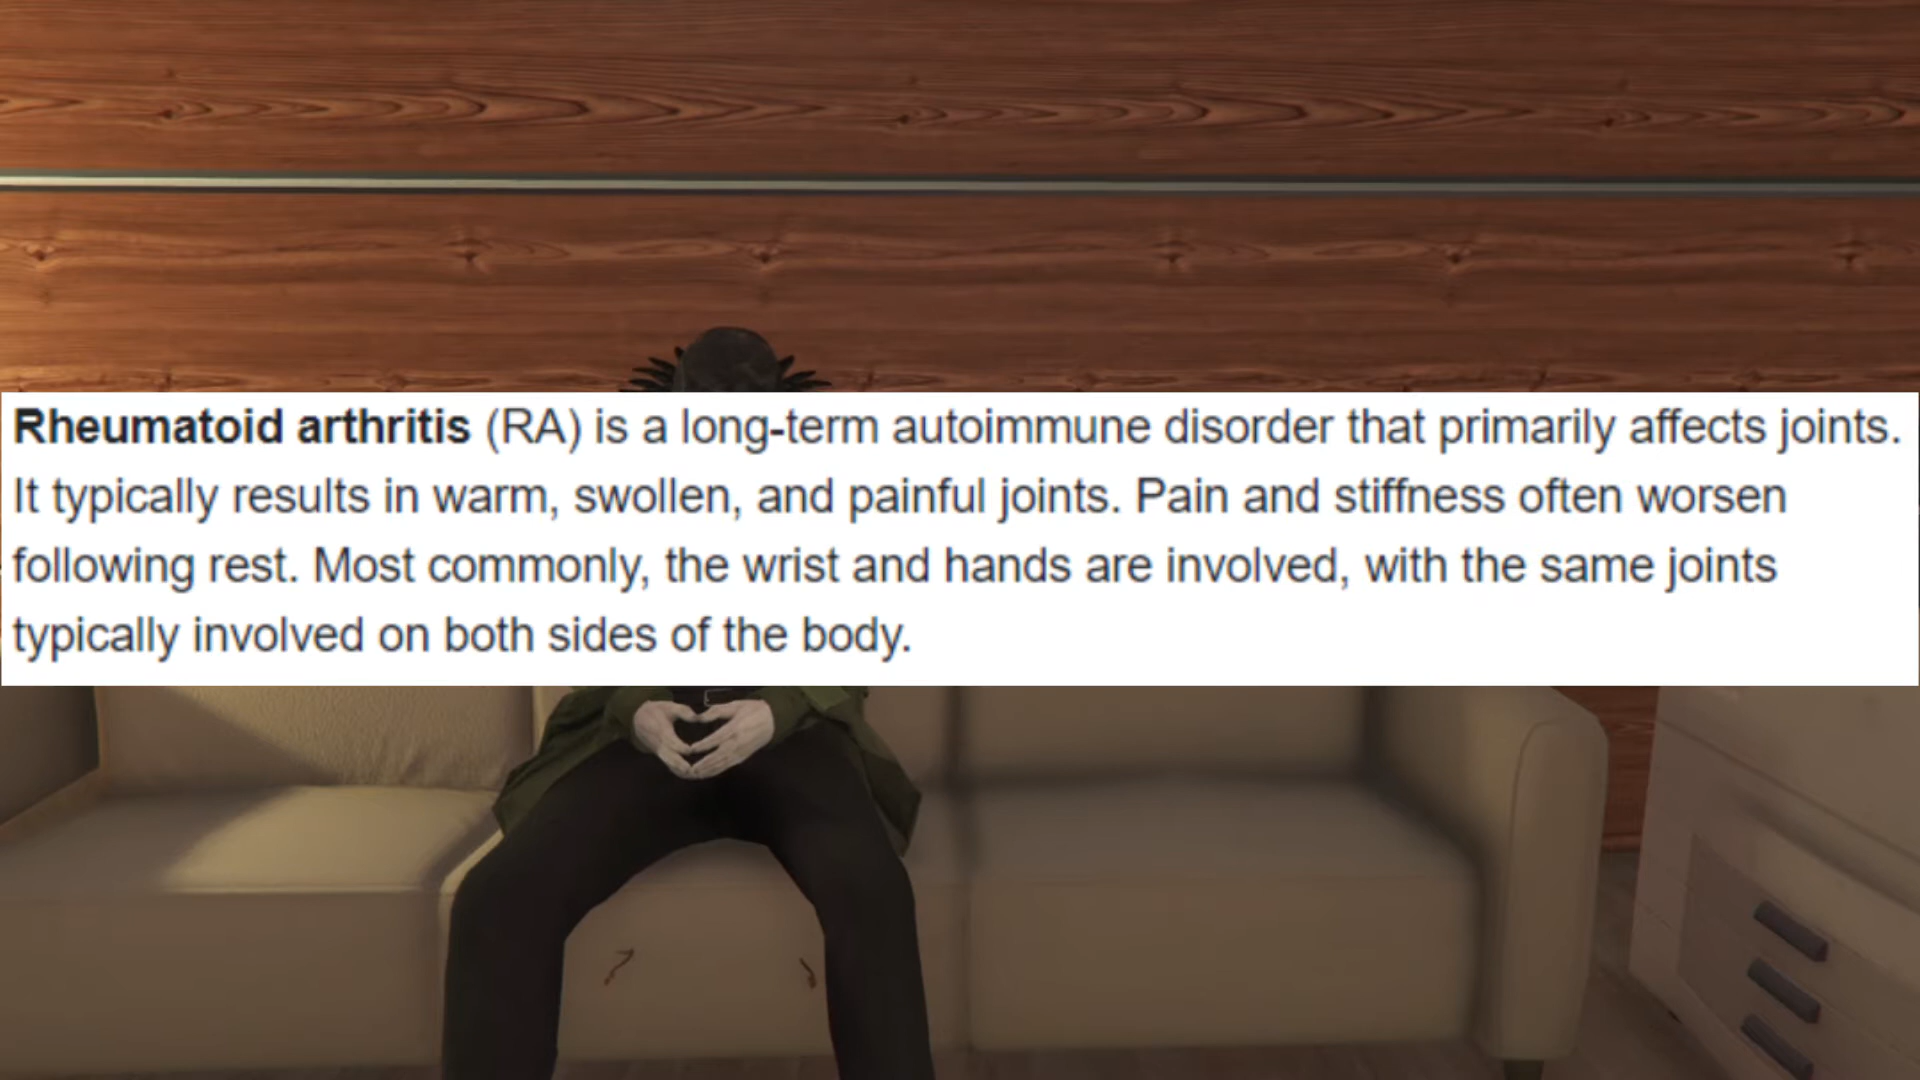 Rheumatoid arthritis (RA) is a long-term autoimmune disorder that primarily affects joints.
It typically results in warm, swollen, and painful joints. Pain and stiffness often worsen
following rest. Most commonly, the wrist and hands are involved, with the same joints
typically involved on both sides of the body.